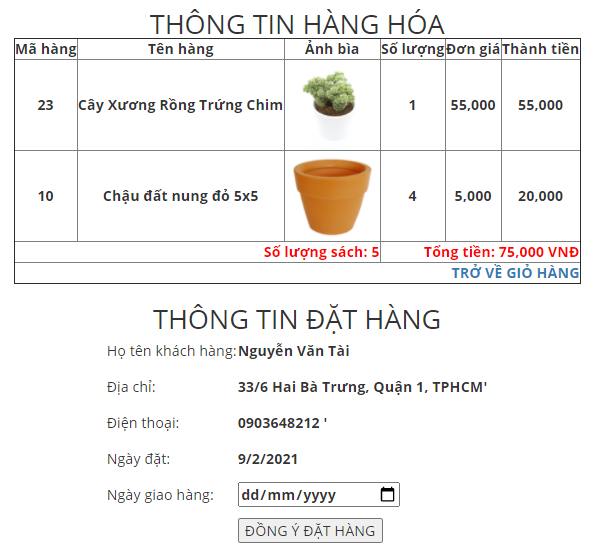 THÔNG TIN HÀNG HÓA
Mã hàng Tên hàng Ảnh bìa Số lượng Đơn giá Thành tiền
23 Cây Xương Rồng Trứng Chim 1 55,000 55,000
10 Chậu đất nung đỏ 5x5 4 5,000 20,000
Số lượng sách: 5 Tổng tiền: 75,000 VNĐ
TRỞ VỀ GIỎ HÀNG
THÔNG TIN ĐẶT HÀNG
Họ tên khách hàng: Nguyễn Văn Tài
Địa chỉ: 33/6 Hai Bà Trưng, Quận 1, TPHCM'
Điện thoại: 0903648212 '
Ngày đặt: 9/2/2021
Ngày giao hàng: dd/mm/yyyy
ĐỒNG Ý ĐẶT HÀNG